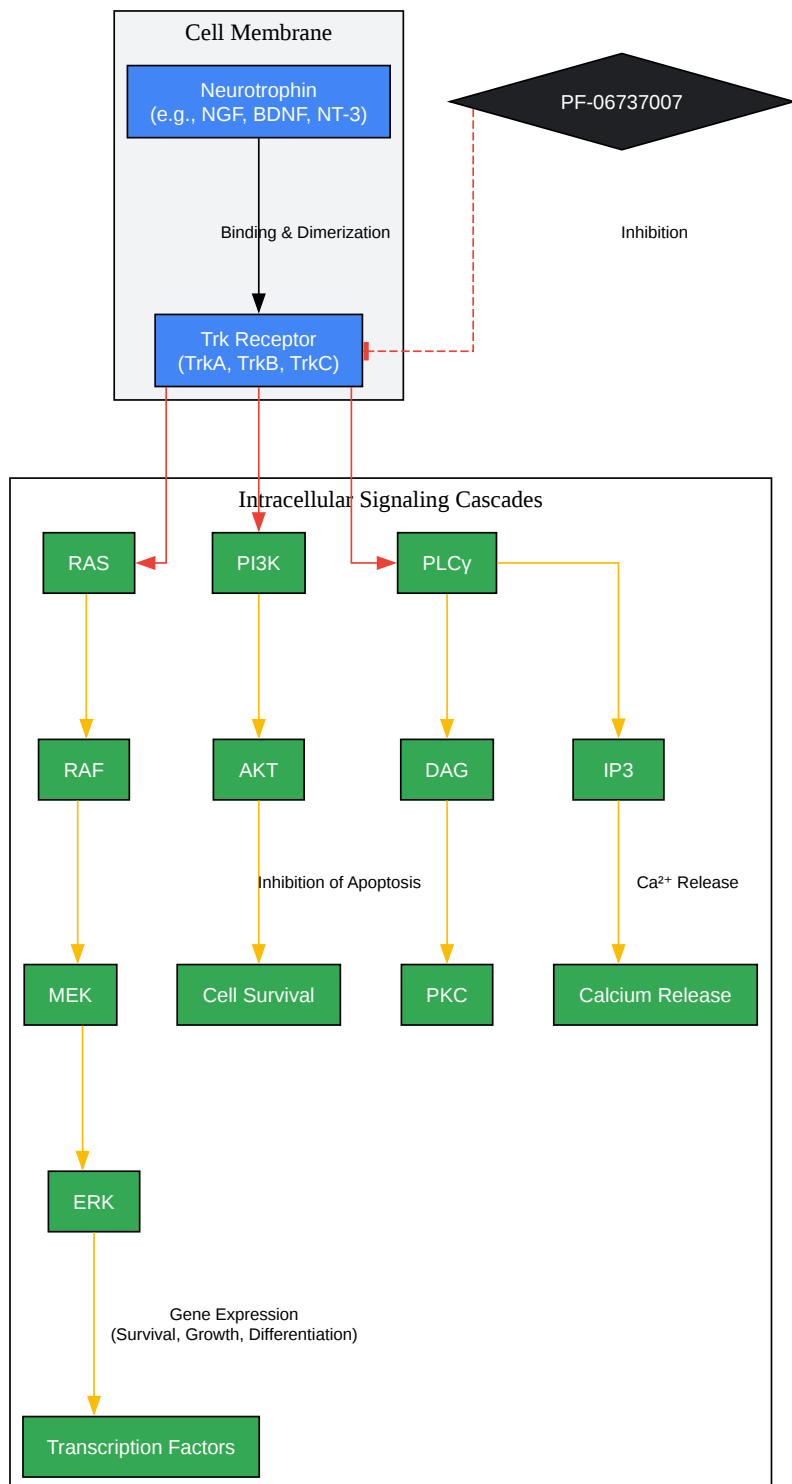 Cell Membrane
Neurotrophin
(e.g., NGF, BDNF, NT-3)
PF-06737007
Binding & Dimerization
Inhibition
Trk Receptor
(TrkA, TrkB, TrkC)
Intracellular Signaling Cascades
RAS
PI3K
PLCγ
RAF
AKT
DAG
IP3
Inhibition of Apoptosis
Ca²⁺ Release
MEK
Cell Survival
PKC
Calcium Release
ERK
Gene Expression
(Survival, Growth, Differentiation)
Transcription Factors